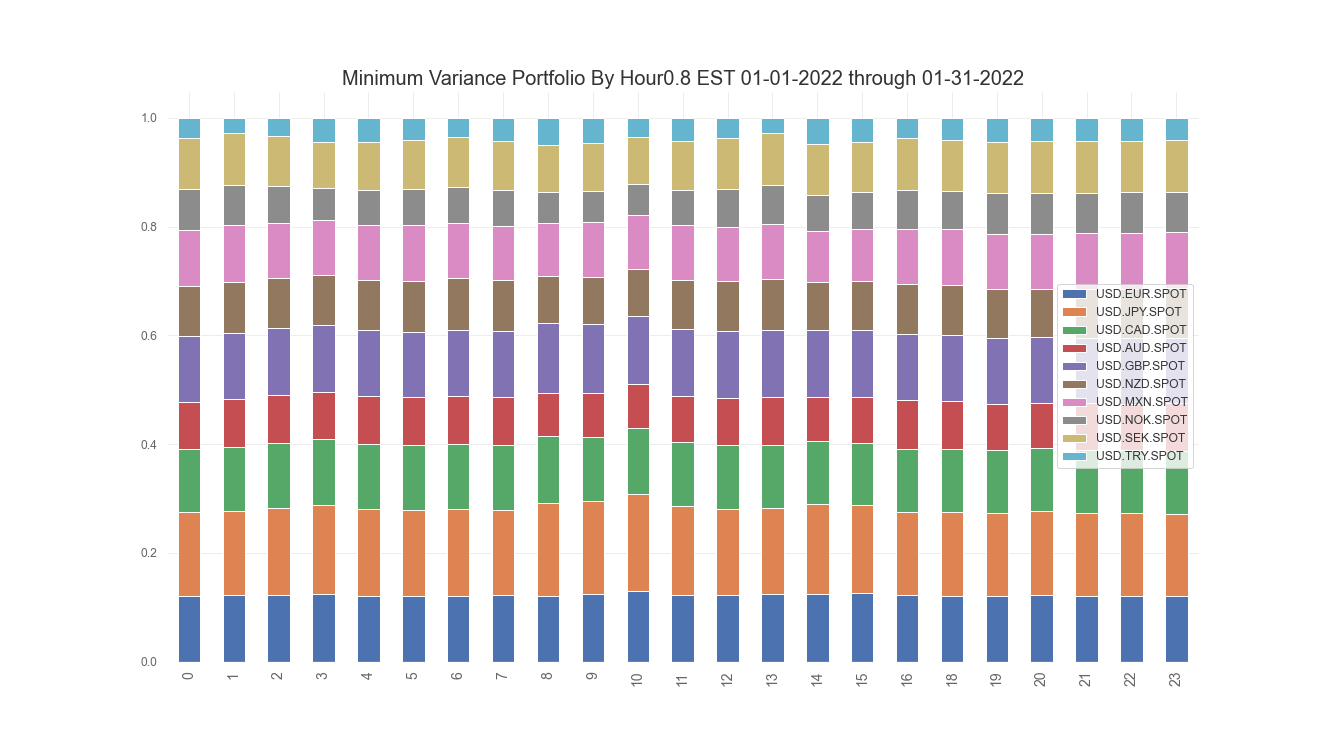 Minimum Variance Portfolio By Hour0.8 EST 01-01-2022 through 01-31-2022
1.0
0.8
0.6
0.4
0.2
0.0
USD.EUR.SPOT
USD.JPY.SPOT
USD.CAD.SPOT
USD.AUD.SPOT
USD.GBP.SPOT
USD.NZD.SPOT
USD.MXN.SPOT
USD.NOK.SPOT
USD.SEK.SPOT
USD.TRY.SPOT
0 1 2 3 4 5 6 7 8 9 10 11 12 13 14 15 16 18 19 20 21 22 23